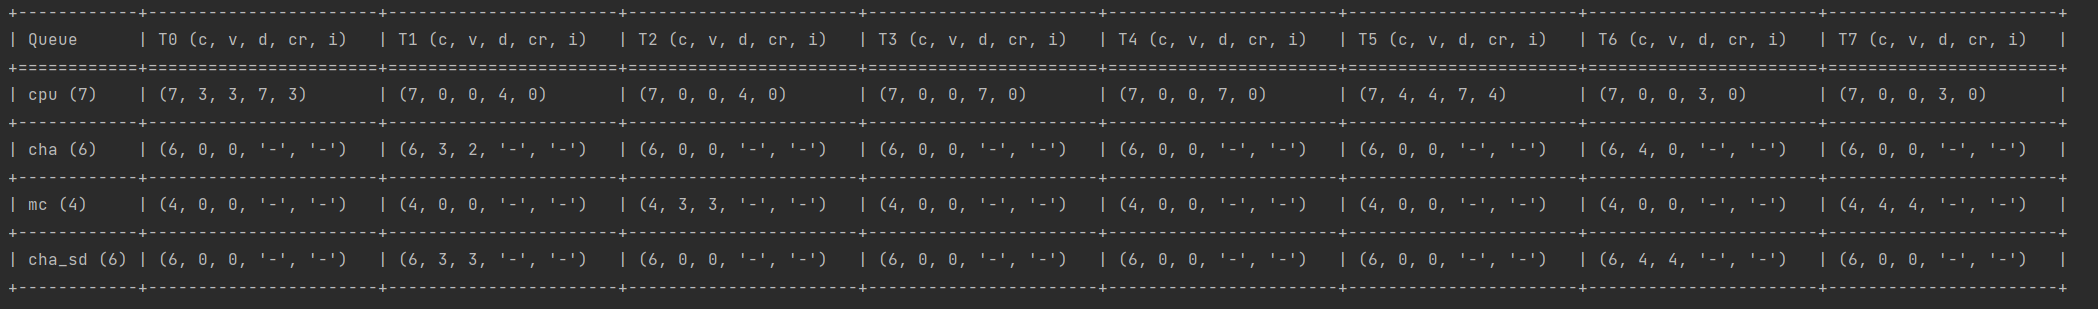 +------------+-----------------------+-----------------------+-----------------------+-----------------------+-----------------------+-----------------------+-----------------------+-----------------------+
| Queue      | T0 (c, v, d, cr, i)   | T1 (c, v, d, cr, i)   | T2 (c, v, d, cr, i)   | T3 (c, v, d, cr, i)   | T4 (c, v, d, cr, i)   | T5 (c, v, d, cr, i)   | T6 (c, v, d, cr, i)   | T7 (c, v, d, cr, i)   |
+============+=======================+=======================+=======================+=======================+=======================+=======================+=======================+=======================+
| cpu (7)    | (7, 3, 3, 7, 3)       | (7, 0, 0, 4, 0)       | (7, 0, 0, 4, 0)       | (7, 0, 0, 7, 0)       | (7, 0, 0, 7, 0)       | (7, 4, 4, 7, 4)       | (7, 0, 0, 3, 0)       | (7, 0, 0, 3, 0)       |
+------------+-----------------------+-----------------------+-----------------------+-----------------------+-----------------------+-----------------------+-----------------------+-----------------------+
| cha (6)    | (6, 0, 0, '-', '-')   | (6, 3, 2, '-', '-')   | (6, 0, 0, '-', '-')   | (6, 0, 0, '-', '-')   | (6, 0, 0, '-', '-')   | (6, 0, 0, '-', '-')   | (6, 4, 0, '-', '-')   | (6, 0, 0, '-', '-')   |
+------------+-----------------------+-----------------------+-----------------------+-----------------------+-----------------------+-----------------------+-----------------------+-----------------------+
| mc (4)     | (4, 0, 0, '-', '-')   | (4, 0, 0, '-', '-')   | (4, 3, 3, '-', '-')   | (4, 0, 0, '-', '-')   | (4, 0, 0, '-', '-')   | (4, 0, 0, '-', '-')   | (4, 0, 0, '-', '-')   | (4, 4, 4, '-', '-')   |
+------------+-----------------------+-----------------------+-----------------------+-----------------------+-----------------------+-----------------------+-----------------------+-----------------------+
| cha_sd (6) | (6, 0, 0, '-', '-')   | (6, 3, 3, '-', '-')   | (6, 0, 0, '-', '-')   | (6, 0, 0, '-', '-')   | (6, 0, 0, '-', '-')   | (6, 0, 0, '-', '-')   | (6, 4, 4, '-', '-')   | (6, 0, 0, '-', '-')   |
+------------+-----------------------+-----------------------+-----------------------+-----------------------+-----------------------+-----------------------+-----------------------+-----------------------+